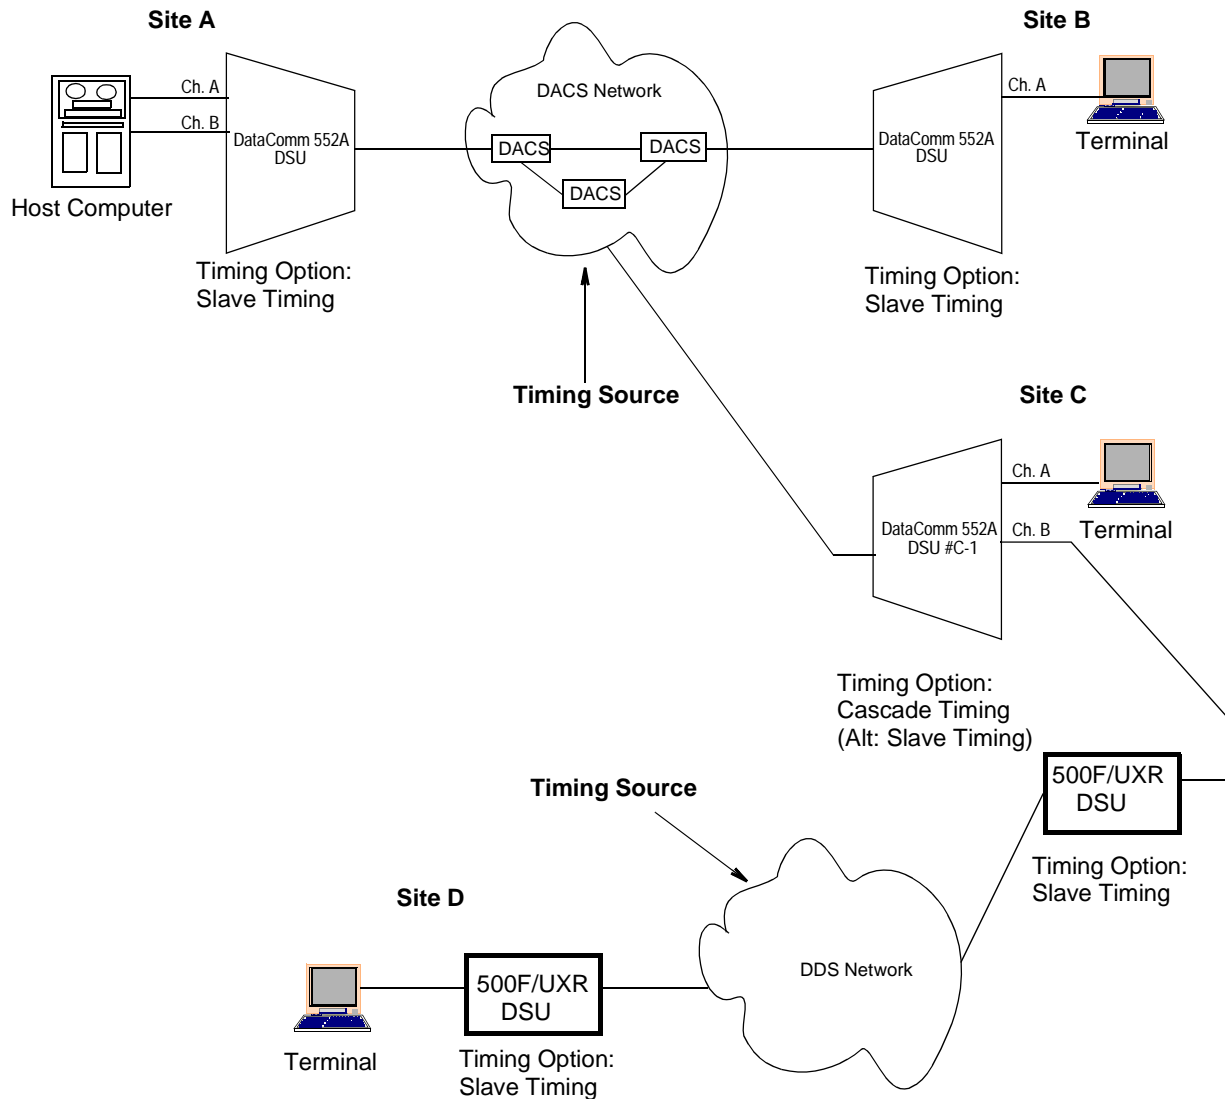 Site A
Site B
Ch. A
Ch. B
DataComm 552A
DSU
Host Computer
Timing Option:
Slave Timing
DACS Network
DACS
DACS
DACS
Timing Source
DataComm 552A
DSU
Ch. A
Terminal
Timing Option:
Slave Timing
Site C
DataComm 552A
DSU #C-1
Ch. A
Ch. B
Terminal
Timing Option:
Cascade Timing
(Alt: Slave Timing)
500F/UXR
DSU
Timing Option:
Slave Timing
Timing Source
DDS Network
Site D
500F/UXR
DSU
Terminal
Timing Option:
Slave Timing